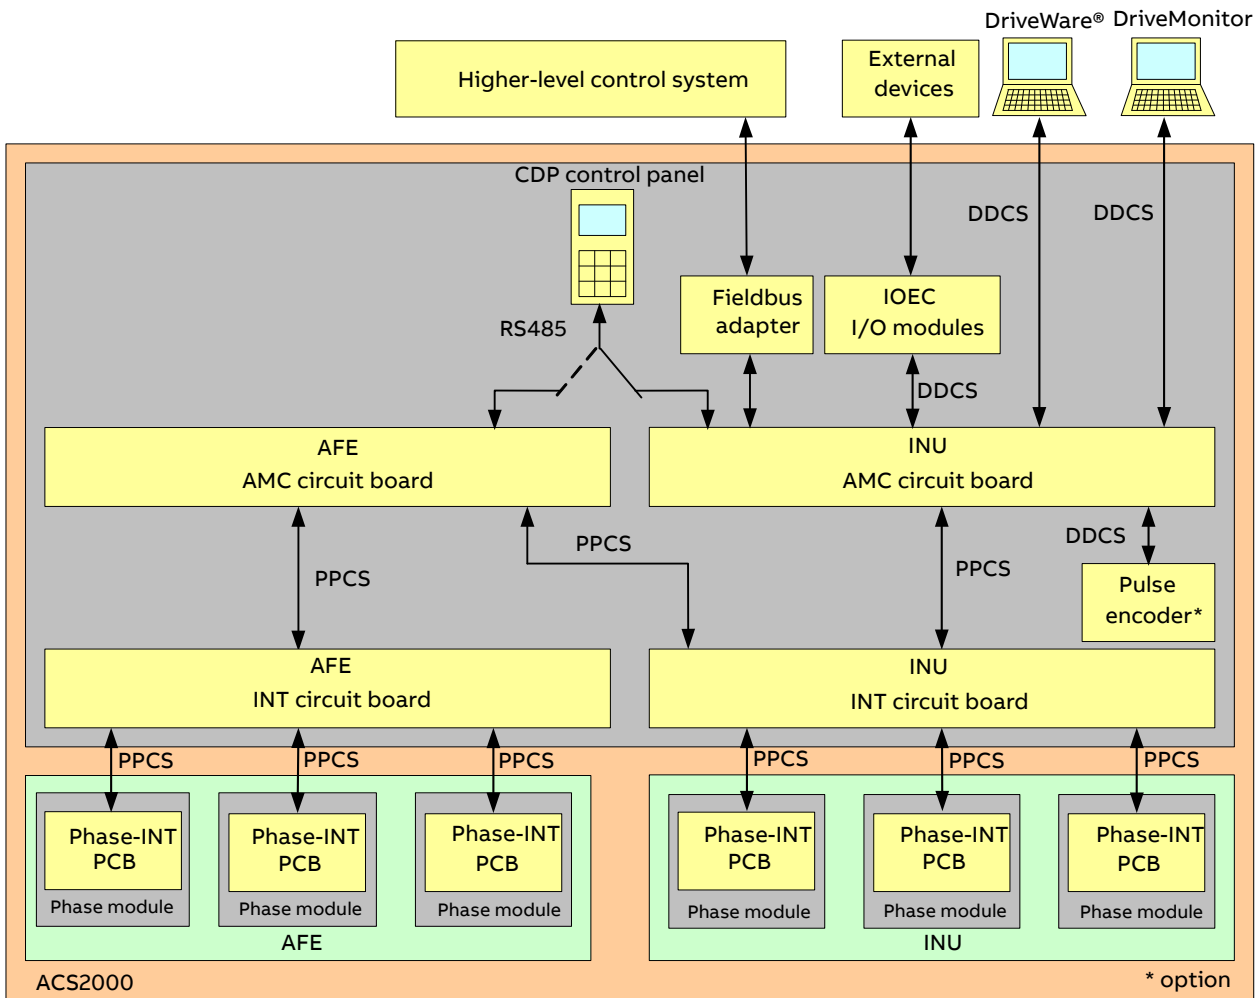 DriveWare® DriveMonitor
Higher-level control system
External
devices
CDP control panel
DDCS
DDCS
Fieldbus
adapter
IOEC
I/O modules
RS485
DDCS
AFE
AMC circuit board
INU
AMC circuit board
PPCS
DDCS
PPCS
PPCS
Pulse
encoder*
AFE
INT circuit board
INU
INT circuit board
PPCS
PPCS
PPCS
PPCS
PPCS
PPCS
Phase-INT
PCB
Phase module
Phase-INT
PCB
Phase module
Phase-INT
PCB
Phase module
Phase-INT
PCB
Phase module
Phase-INT
PCB
Phase module
Phase-INT
PCB
Phase module
AFE
INU
ACS2000
* option